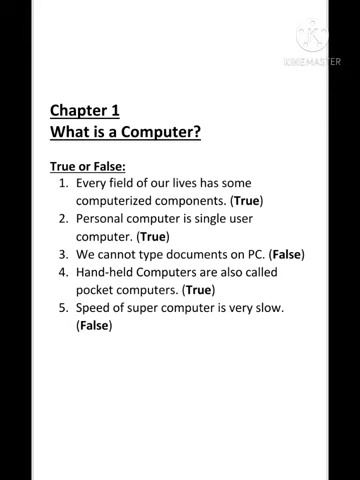 KINEMASTER
Chapter 1
What is a Computer?
True or False:
1. Every field of our lives has some
computerized components. (True)
2. Personal computer is single user
computer. (True)
3. We cannot type documents on PC. (False)
4. Hand-held Computers are also called
pocket computers. (True)
5. Speed of super computer is very slow.
(False)